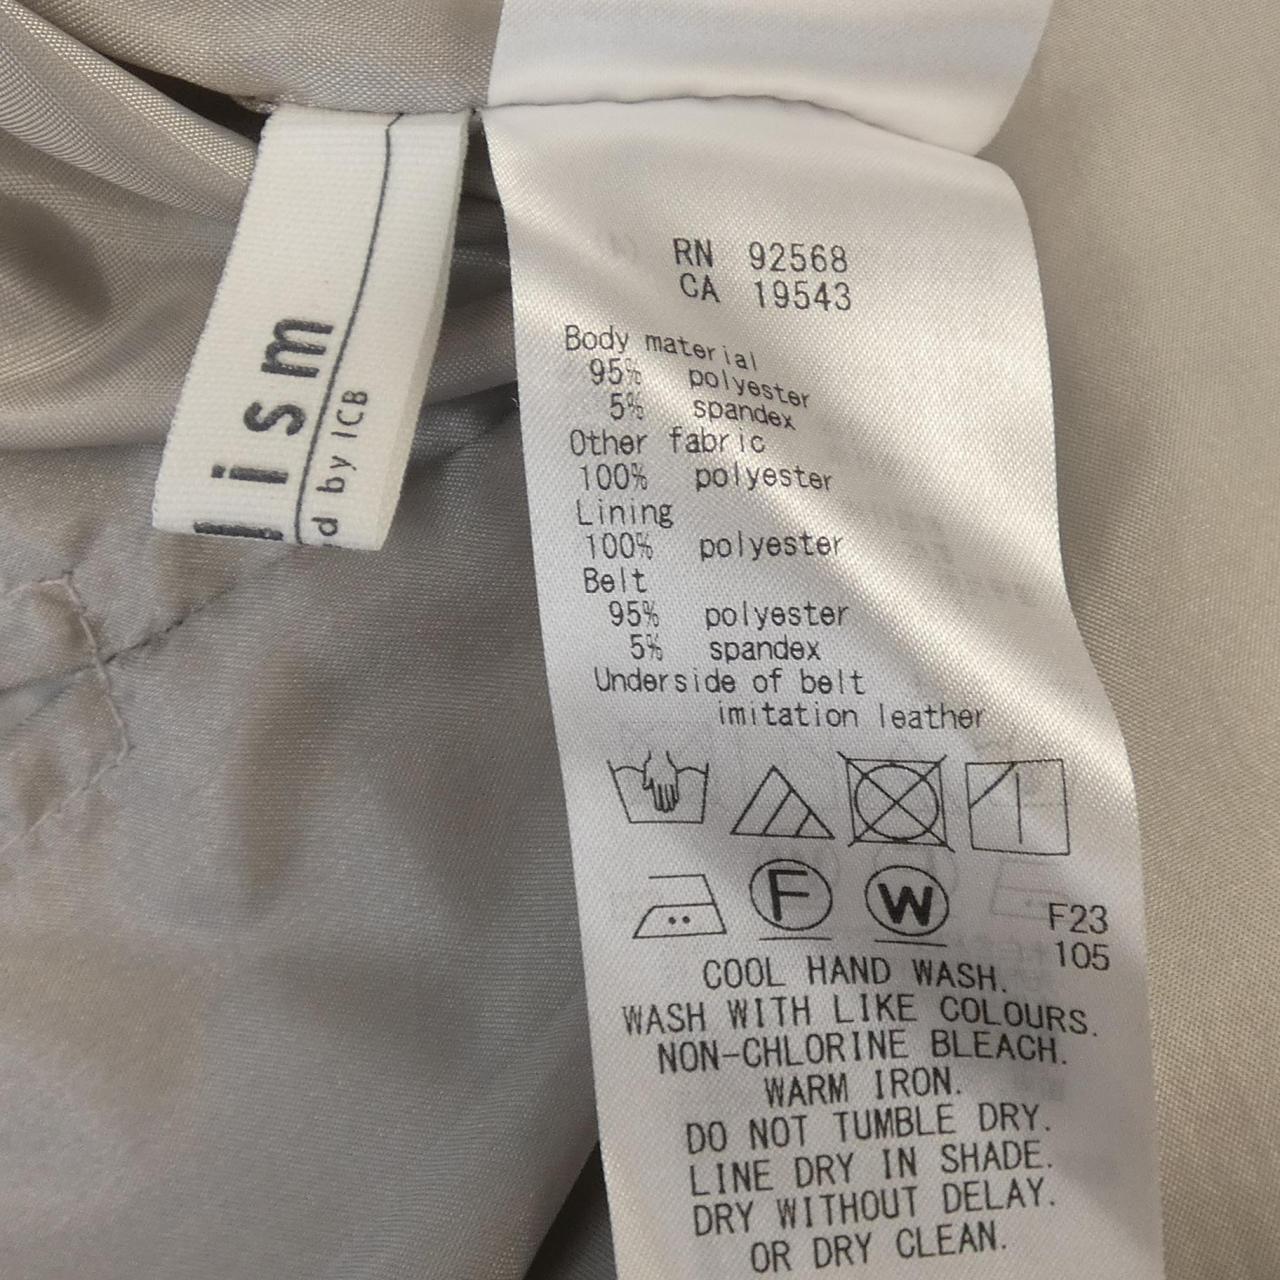 ism
d by ICB
RN 92568
CA 19543
Body material
95% polyester
5% spandex
Other fabric
100% polyester
Lining
100% polyester
Belt
95% polyester
5% spandex
Underside of belt
imitation leather
F
W
F23
105
COOL HAND WASH.
WASH WITH LIKE COLOURS.
NON-CHLORINE BLEACH.
WARM IRON.
DO NOT TUMBLE DRY.
LINE DRY IN SHADE.
DRY WITHOUT DELAY.
OR DRY CLEAN.